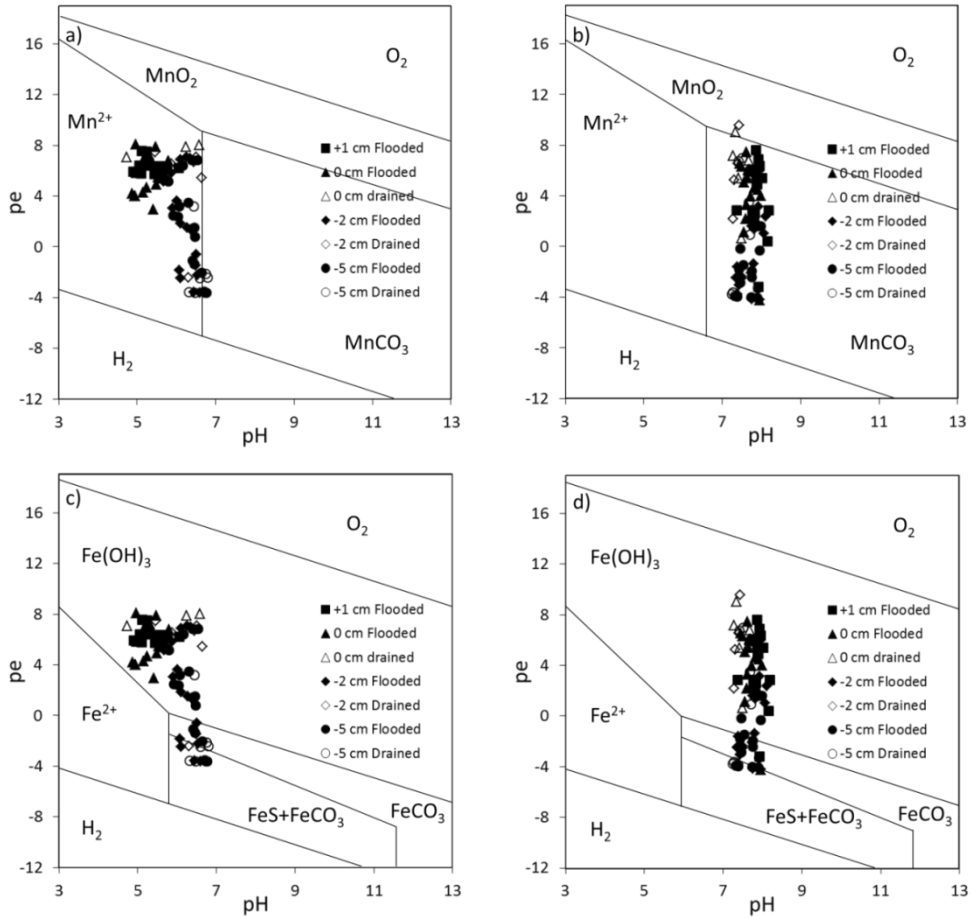 a)
16
12
8
4
0
-4
-8
-12
pe
3
5
7
9
11
13
pH
O2
MnO2
Mn2+
MnCO3
H2
+1 cm Flooded
0 cm Flooded
0 cm drained
-2 cm Flooded
-2 cm Drained
-5 cm Flooded
-5 cm Drained
b)
16
12
8
4
0
-4
-8
-12
pe
3
5
7
9
11
13
pH
O2
MnO2
Mn2+
MnCO3
H2
+1 cm Flooded
0 cm Flooded
0 cm drained
-2 cm Flooded
-2 cm Drained
-5 cm Flooded
-5 cm Drained
c)
16
12
8
4
0
-4
-8
-12
pe
3
5
7
9
11
13
pH
O2
Fe(OH)3
Fe2+
FeS+FeCO3
FeCO3
H2
+1 cm Flooded
0 cm Flooded
0 cm drained
-2 cm Flooded
-2 cm Drained
-5 cm Flooded
-5 cm Drained
d)
16
12
8
4
0
-4
-8
-12
pe
3
5
7
9
11
13
pH
O2
Fe(OH)3
Fe2+
FeS+FeCO3
FeCO3
H2
+1 cm Flooded
0 cm Flooded
0 cm drained
-2 cm Flooded
-2 cm Drained
-5 cm Flooded
-5 cm Drained